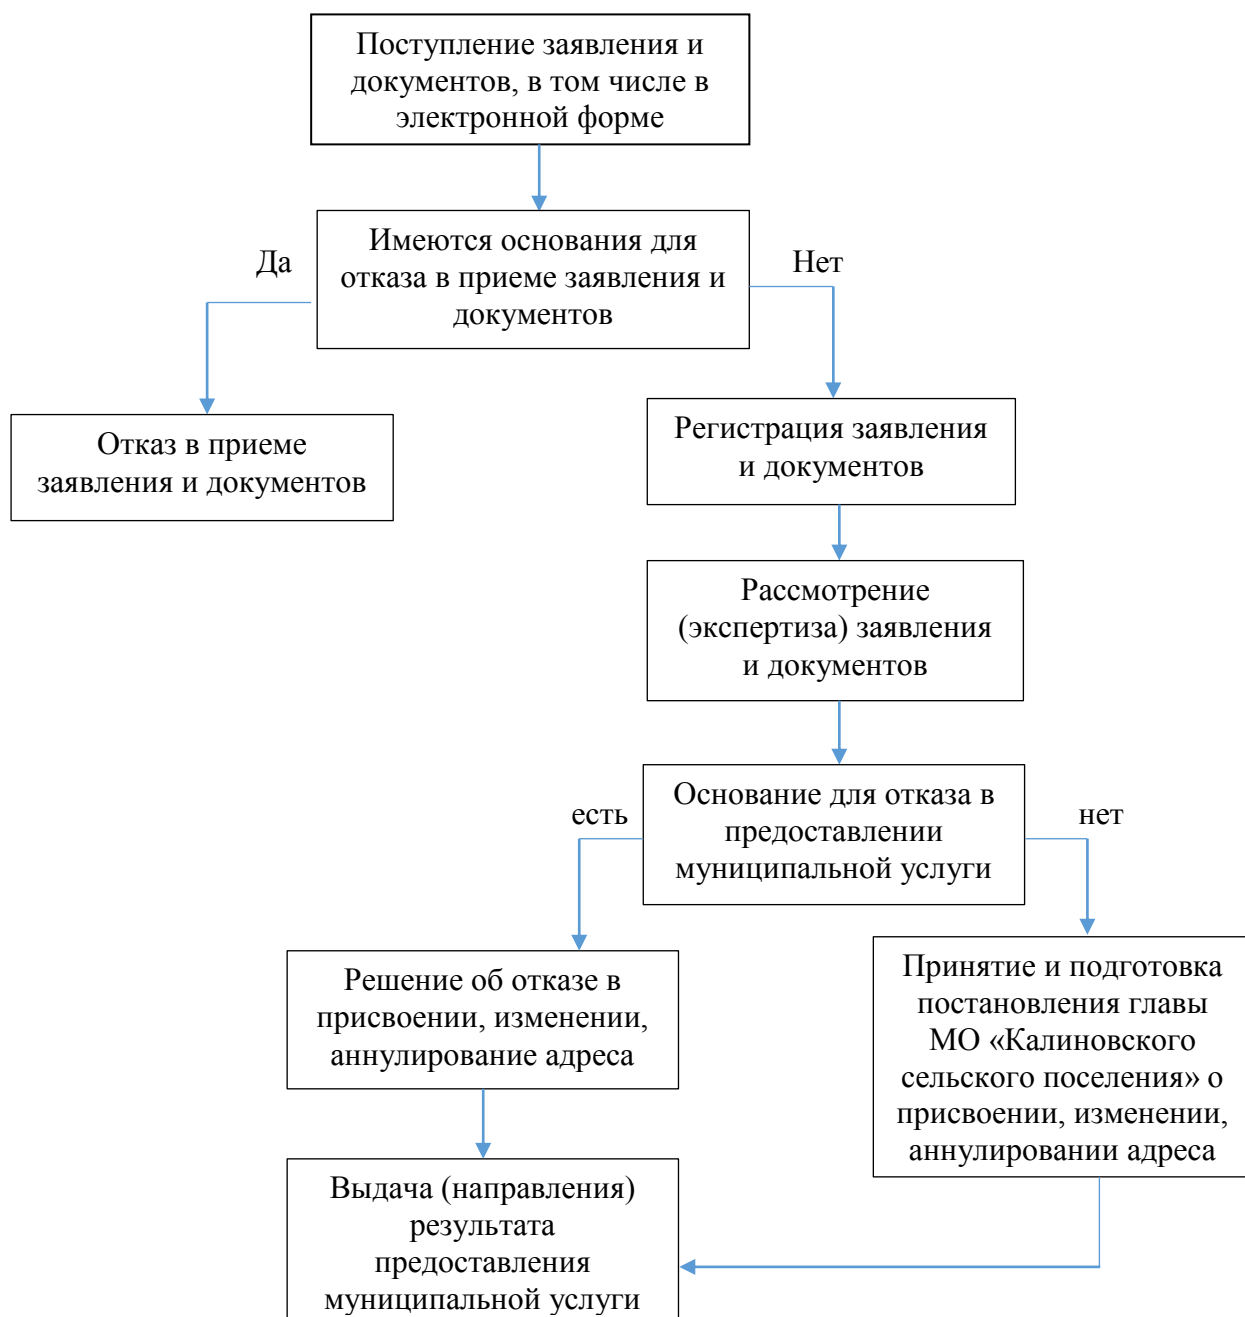 Поступление заявления и
документов, в том числе в
электронной форме
Имеются основания для
отказа в приеме заявления и
документов
Да
Нет
Отказ в приеме
заявления и документов
Регистрация заявления
и документов
Рассмотрение
(экспертиза) заявления
и документов
Основание для отказа в
предоставлении
муниципальной услуги
есть
нет
Решение об отказе в
присвоении, изменении,
аннулирование адреса
Принятие и подготовка
постановления главы
МО «Калиновского
сельского поселения» о
присвоении, изменении,
аннулировании адреса
Выдача (направления)
результата
предоставления
муниципальной услуги